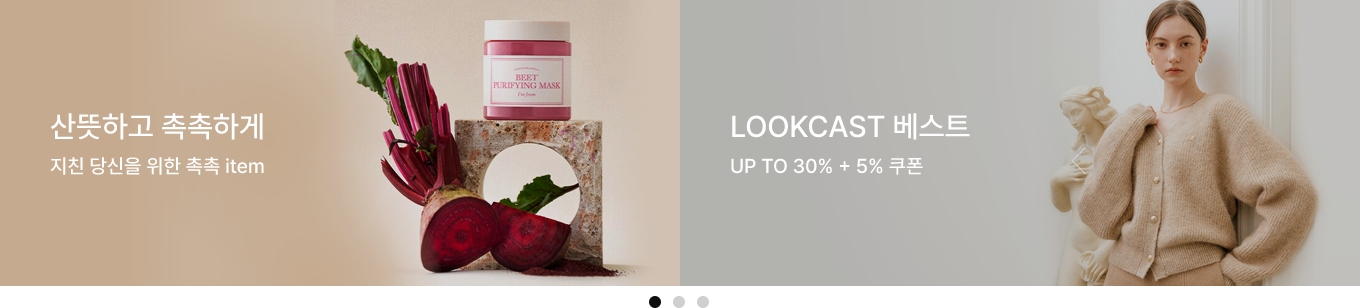 산뜻하고 촉촉하게
지친 당신을 위한 촉촉 item
BEET
PURIFYING MASK
I'm from
LOOKCAST 베스트
UP TO 30% + 5% 쿠폰